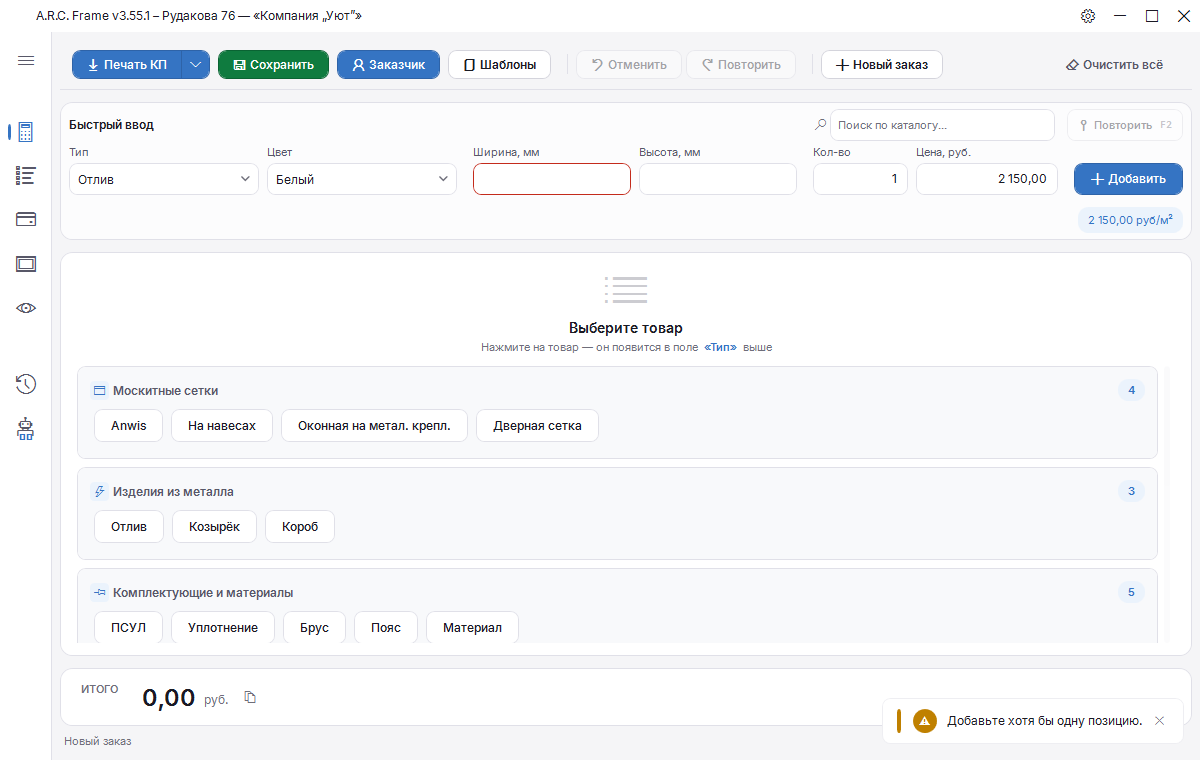 A.R.C. Frame v3.55.1 – Рудакова 76 — «Компания „Уют”»
Печать КП
Сохранить
Заказчик
Шаблоны
Отменить
Повторить
Новый заказ
Очистить всё
Быстрый ввод
Поиск по каталогу...
Повторить F2
Тип
Цвет
Ширина, мм
Высота, мм
Кол-во
Цена, руб.
Отлив
Белый
1
2 150,00
Добавить
2 150,00 руб/м²
Выберите товар
Нажмите на товар — он появится в поле «Тип» выше
Москитные сетки
4
Anwis
На навесах
Оконная на метал. крепл.
Дверная сетка
Изделия из металла
3
Отлив
Козырёк
Короб
Комплектующие и материалы
5
ПСУЛ
Уплотнение
Брус
Пояс
Материал
ИТОГО
0,00 руб.
Добавьте хотя бы одну позицию.
Новый заказ